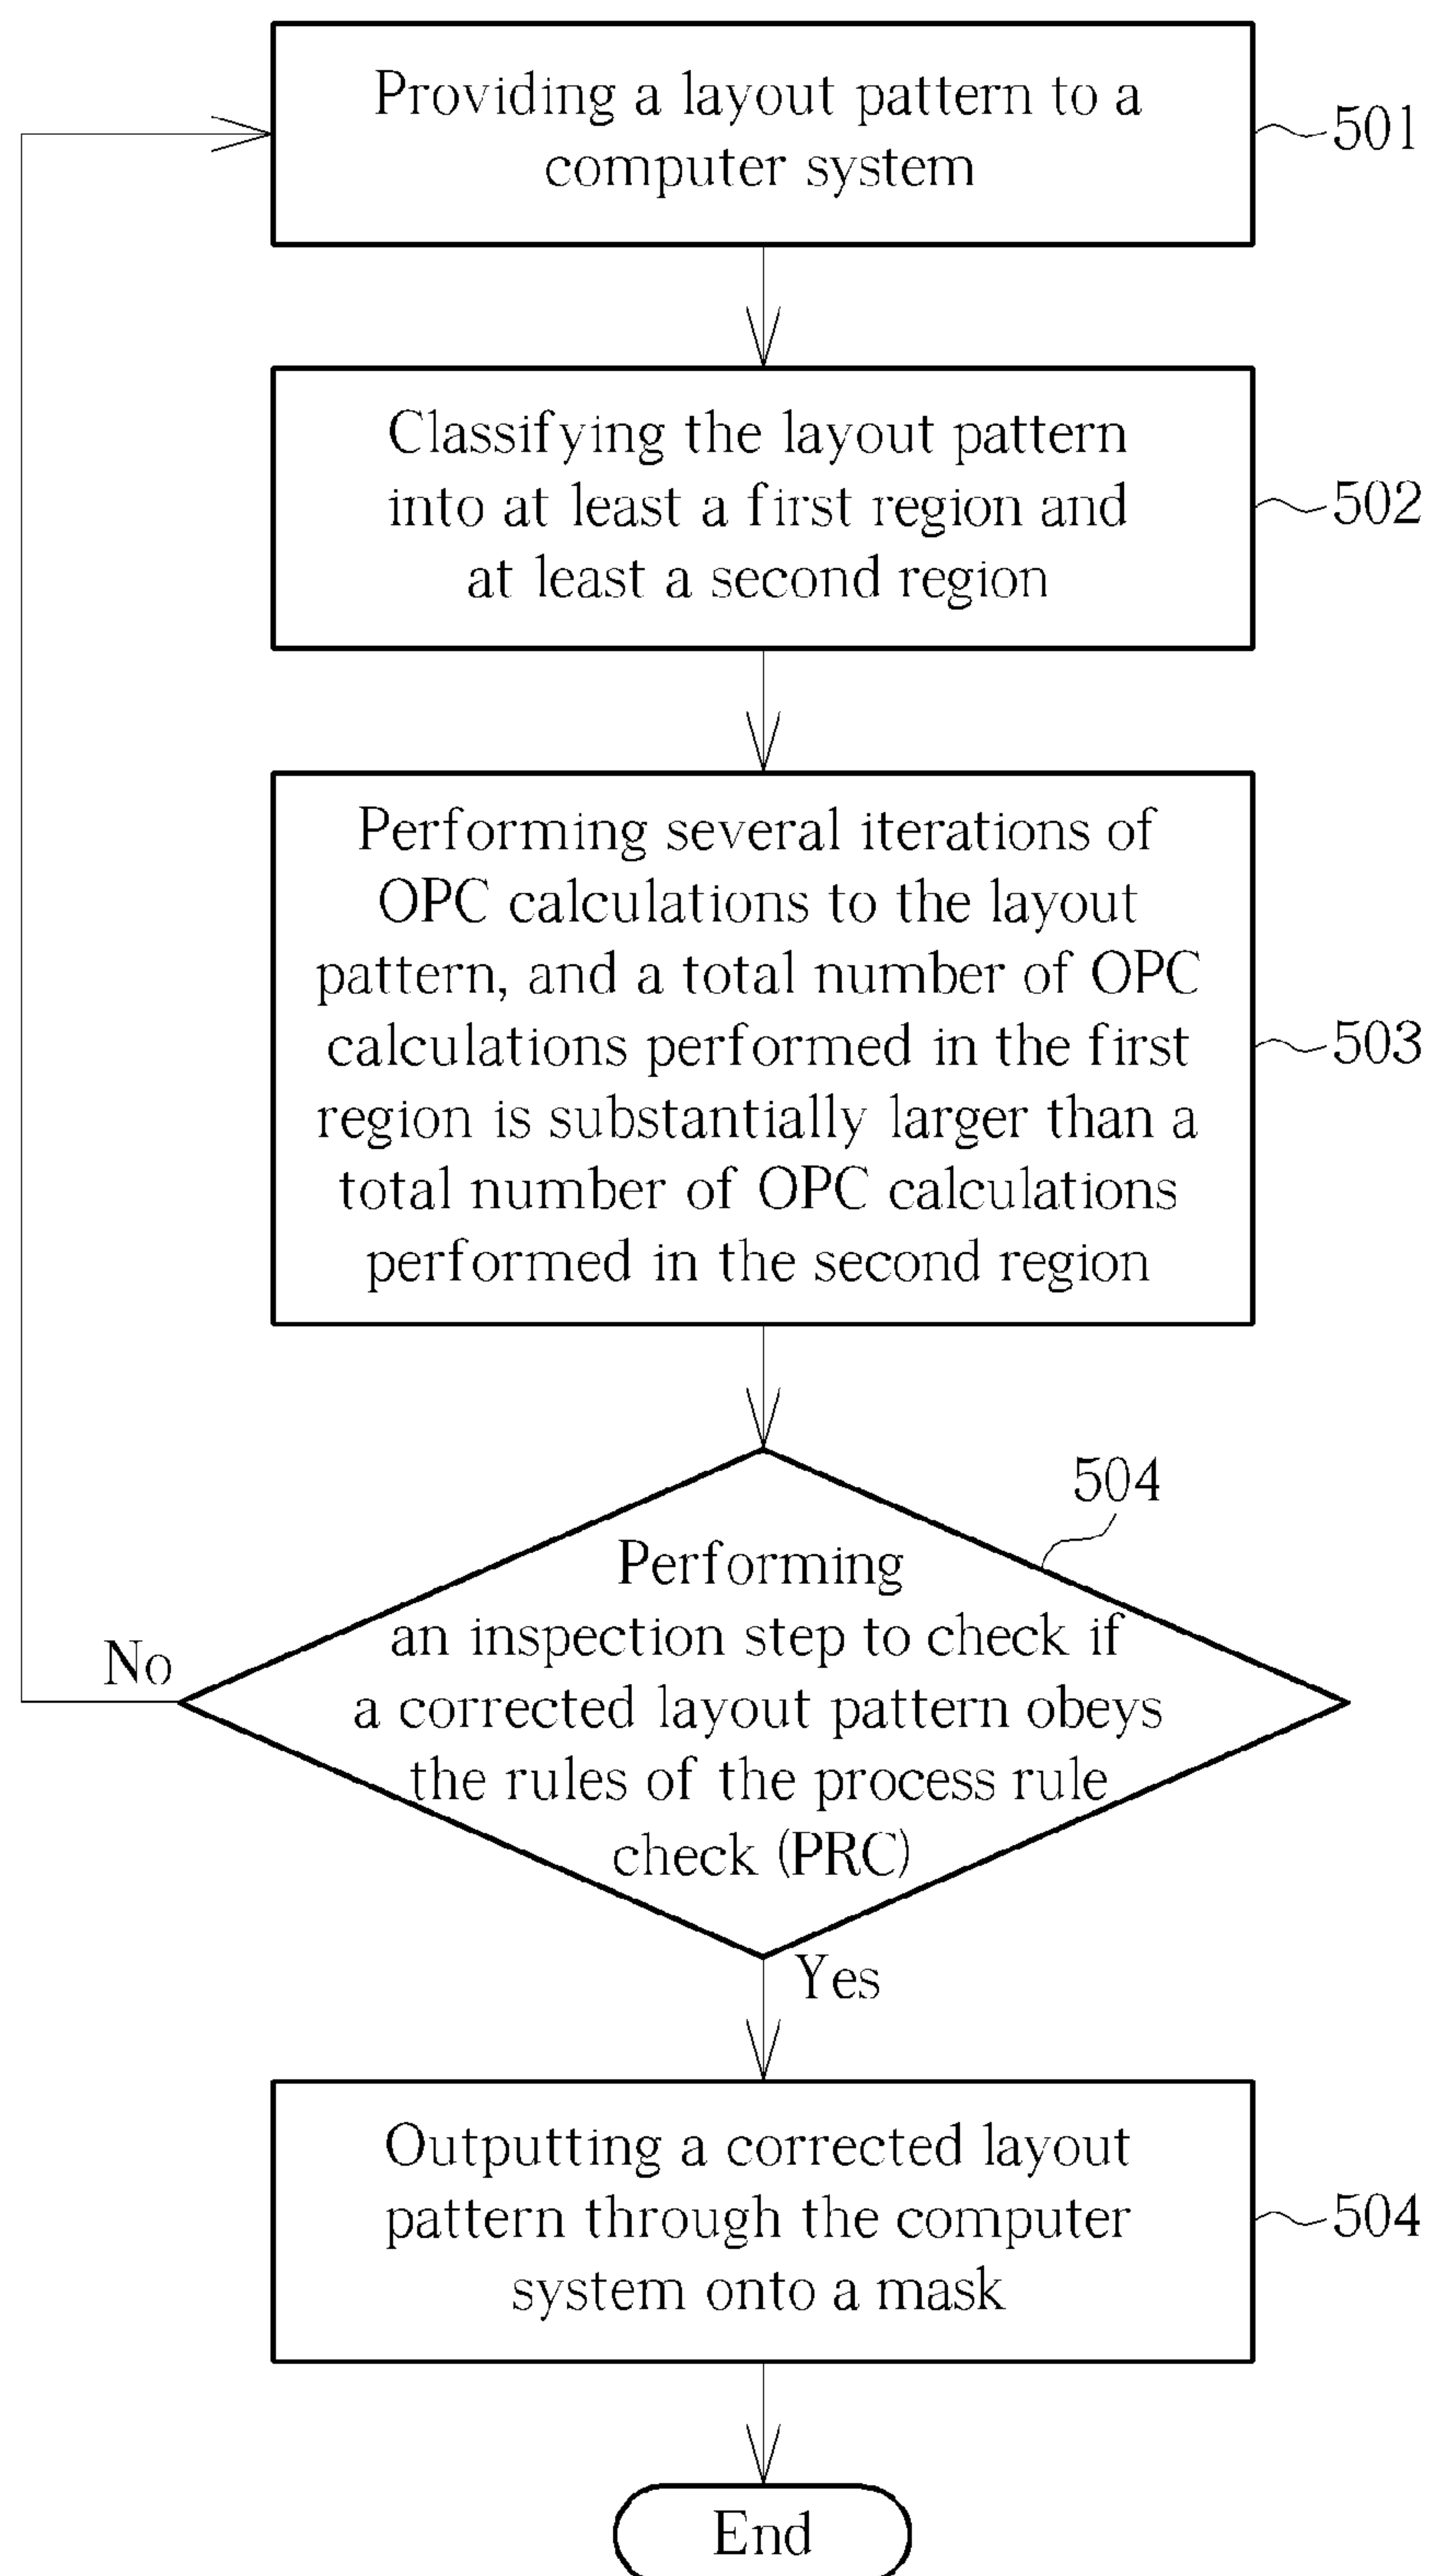 Providing a layout pattern to a
computer system
501
Classifying the layout pattern
into at least a first region and
at least a second region
502
Performing several iterations of
OPC calculations to the layout
pattern, and a total number of OPC
calculations performed in the first
region is substantially larger than a
total number of OPC calculations
performed in the second region
503
504
Performing
an inspection step to check if
a corrected layout pattern obeys
the rules of the process rule
check (PRC)
No
Yes
Outputting a corrected layout
pattern through the computer
system onto a mask
504
End